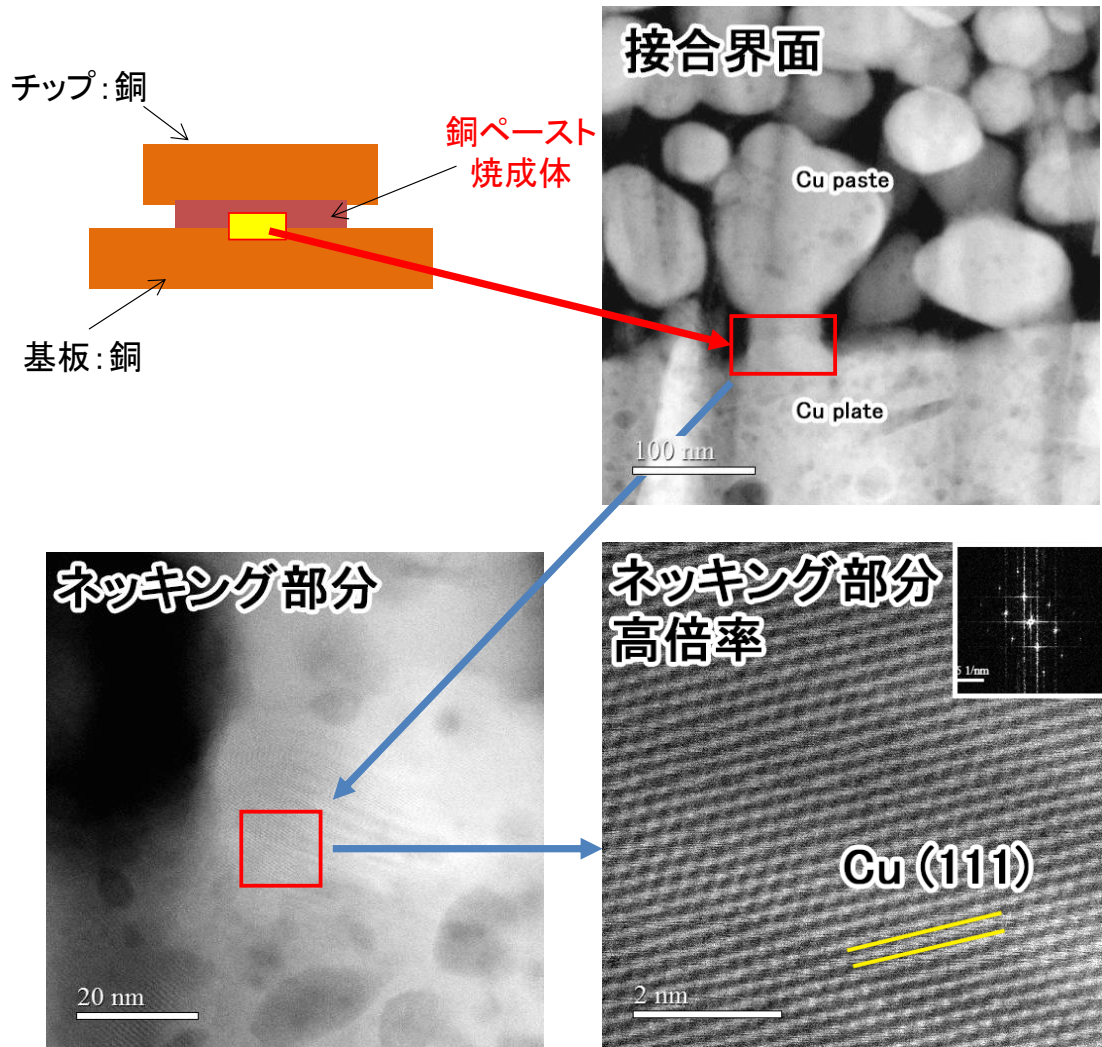 チップ：銅
銅ペースト
焼成体
基板：銅
接合界面
Cu paste
Cu plate
100 nm
ネッキング部分
20 nm
ネッキング部分
高倍率
5 1/nm
Cu (111)
2 nm